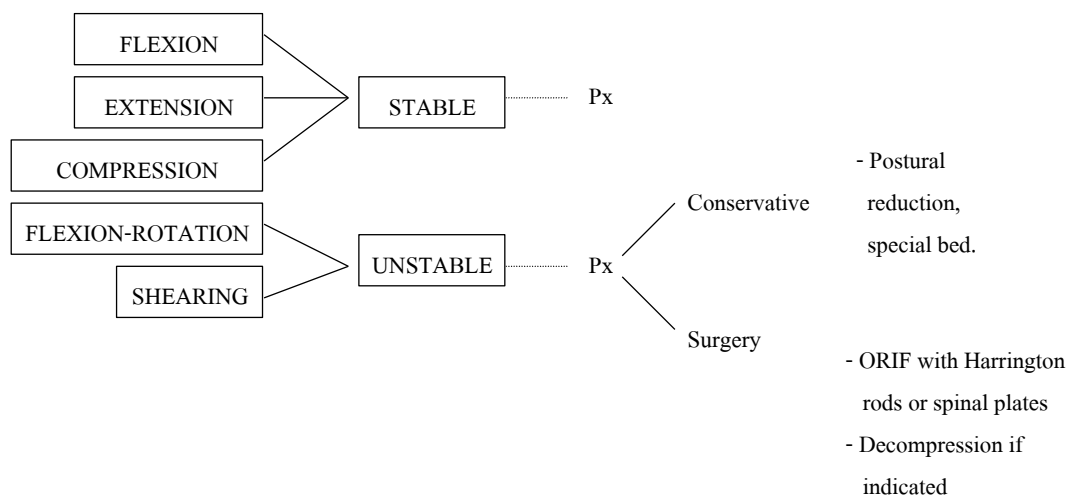 FLEXION
EXTENSION
COMPRESSION
FLEXION-ROTATION
SHEARING
STABLE
Px
UNSTABLE
Px
Conservative
- Postural
reduction,
special bed.
Surgery
- ORIF with Harrington
rods or spinal plates
- Decompression if
indicated